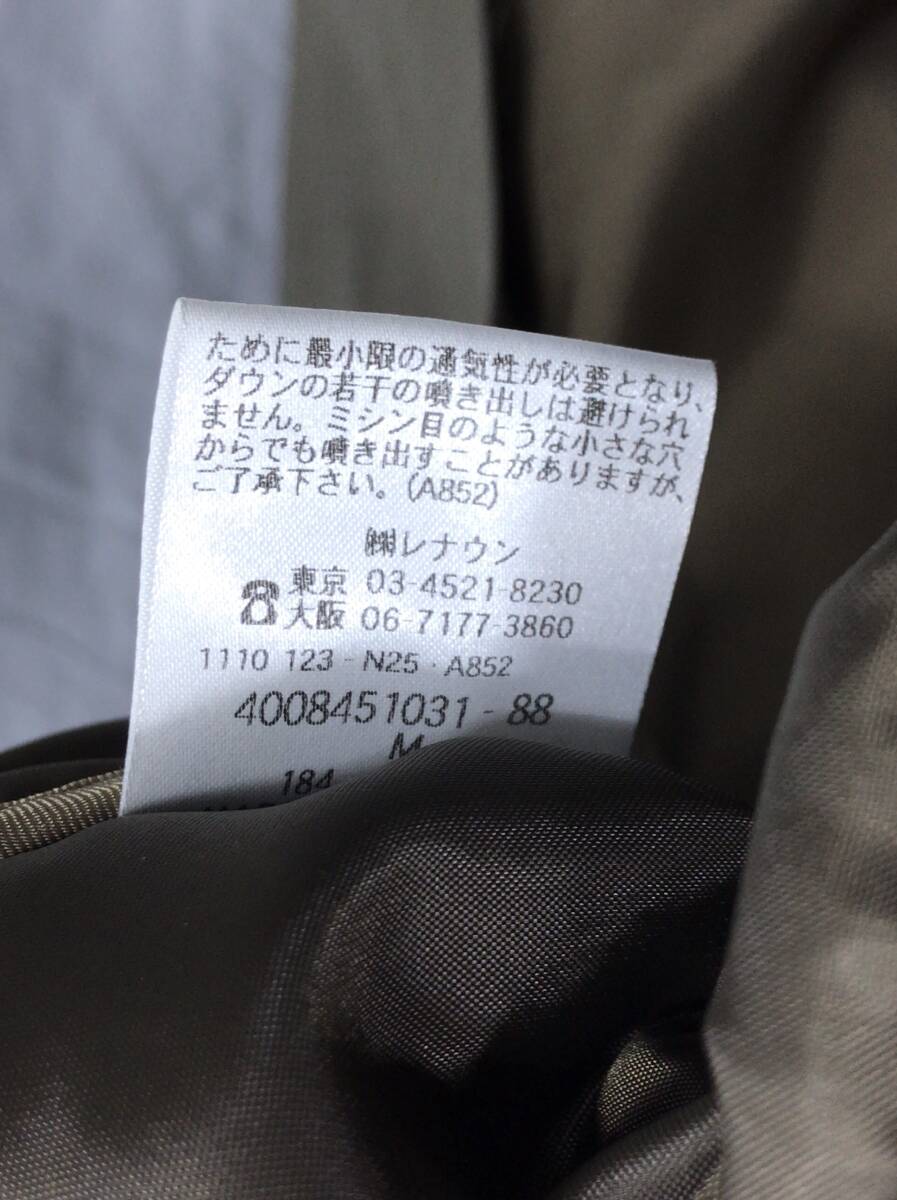 ために最小限の通気性が必要となり、
ダウンの若干の噴き出しは避けられ
ません。ミシン目のような小さな穴
からでも噴き出すことがありますが、
ご了承下さい。(A852)
㈱レナウン
東京 03-4521-8230
8大阪 06-7177-3860
1110 123-N25・A852
4008451031-88
M
184